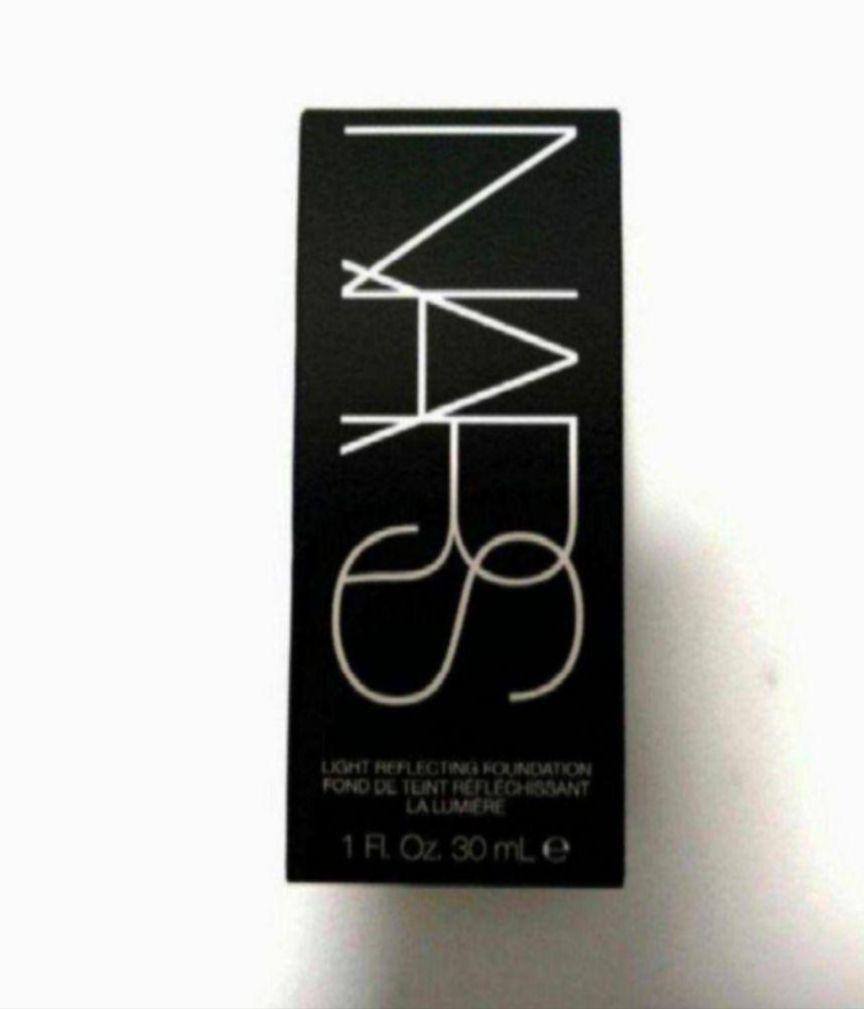 NARS
LIGHT REFLECTING FOUNDATION
FOND DE TEINT RÉFLÉCHISSANT
LA LUMIÈRE
1 Fl. Oz. 30 mL ℮